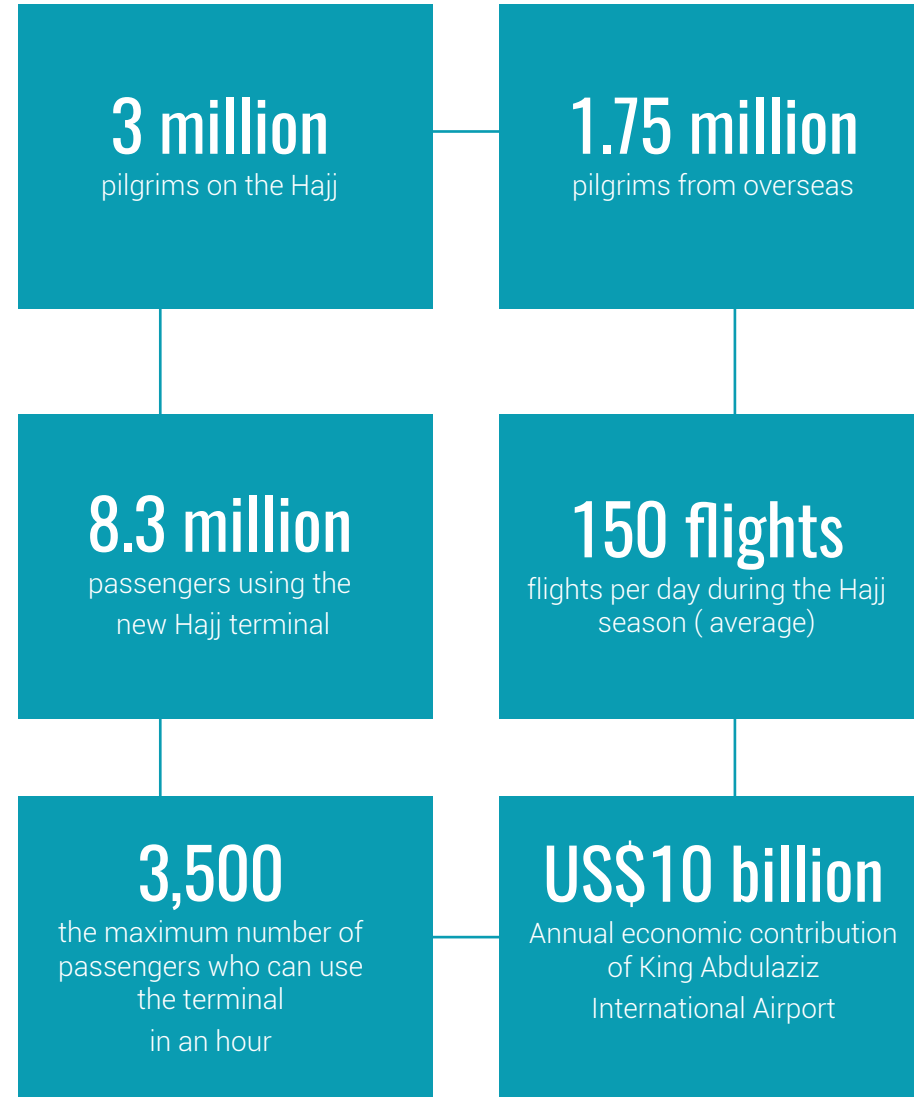 3 million
pilgrims on the Hajj
1.75 million
pilgrims from overseas
8.3 million
passengers using the
new Hajj terminal
150 flights
flights per day during the Hajj
season ( average)
3,500
the maximum number of
passengers who can use
the terminal
in an hour
US$10 billion
Annual economic contribution
of King Abdulaziz
International Airport